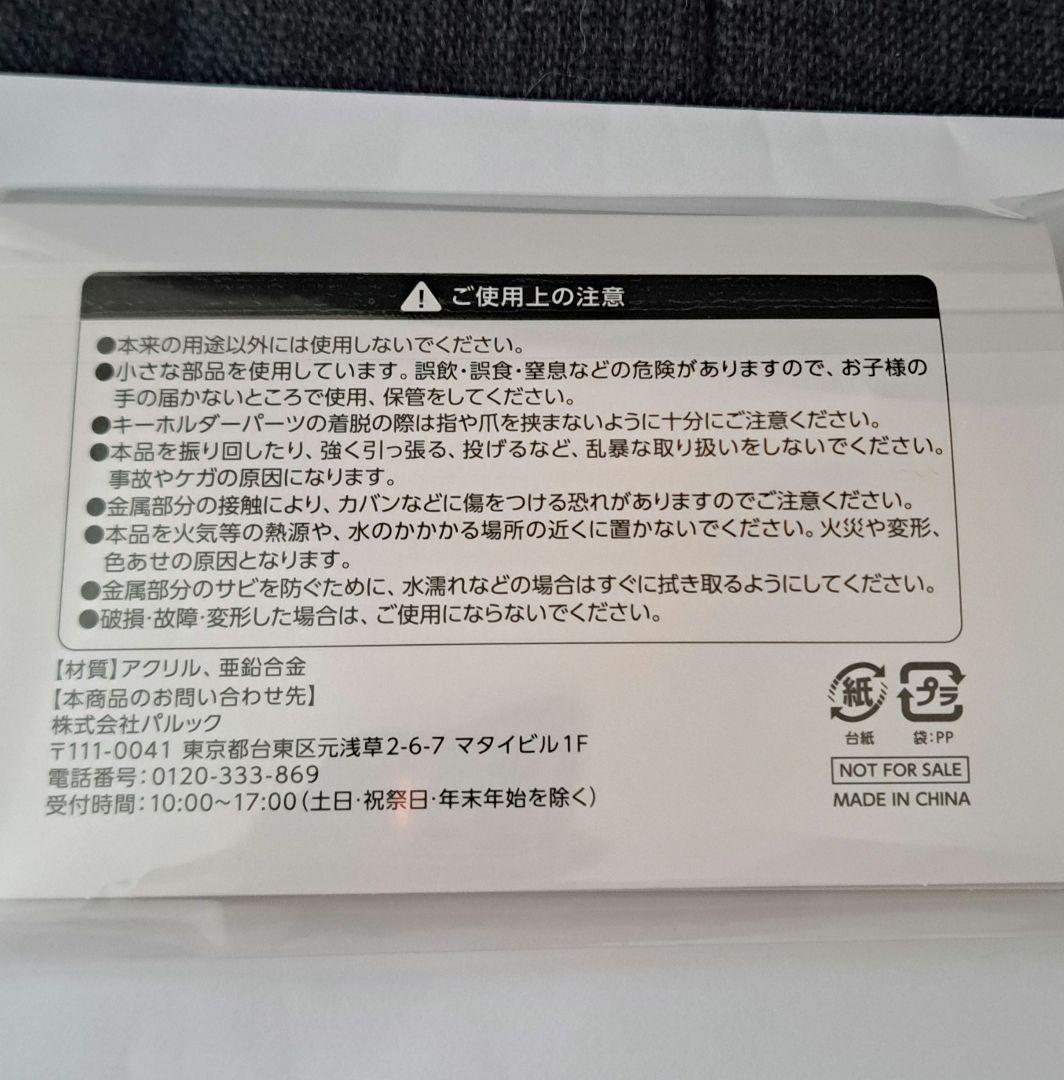 ご使用上の注意
●本来の用途以外には使用しないでください。
●小さな部品を使用しています。誤飲・誤食・窒息などの危険がありますので、お子様の
手の届かないところで使用、保管をしてください。
●キーホルダーパーツの着脱の際は指や爪を挟まないように十分にご注意ください。
●本品を振り回したり、強く引っ張る、投げるなど、乱暴な取り扱いをしないでください。
事故やケガの原因になります。
●金属部分の接触により、カバンなどに傷をつける恐れがありますのでご注意ください。
●本品を火気等の熱源や、水のかかかる場所の近くに置かないでください。火災や変形、
色あせの原因となります。
●金属部分のサビを防ぐために、水濡れなどの場合はすぐに拭き取るようにしてください。
●破損・故障・変形した場合は、ご使用にならないでください。
【材質】アクリル、亜鉛合金
【本商品のお問い合わせ先】
株式会社パルック
〒111-0041 東京都台東区元浅草2-6-7 マタイビル1F
電話番号：0120-333-869
受付時間：10:00～17:00（土日・祝祭日・年末年始を除く）
紙 プラ
台紙 袋：PP
NOT FOR SALE
MADE IN CHINA